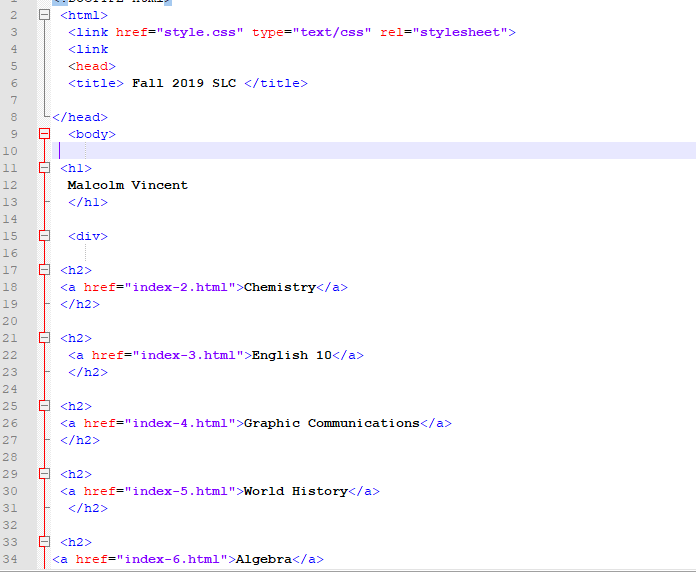 1 <!DOCTYPE html>
2 <html>
3 <link href="style.css" type="text/css" rel="stylesheet">
4 <link
5 <head>
6 <title> Fall 2019 SLC </title>
7
8 </head>
9 <body>
10
11 <h1>
12 Malcolm Vincent
13 </h1>
14
15 <div>
16
17 <h2>
18 <a href="index-2.html">Chemistry</a>
19 </h2>
20
21 <h2>
22 <a href="index-3.html">English 10</a>
23 </h2>
24
25 <h2>
26 <a href="index-4.html">Graphic Communications</a>
27 </h2>
28
29 <h2>
30 <a href="index-5.html">World History</a>
31 </h2>
32
33 <h2>
34 <a href="index-6.html">Algebra</a>